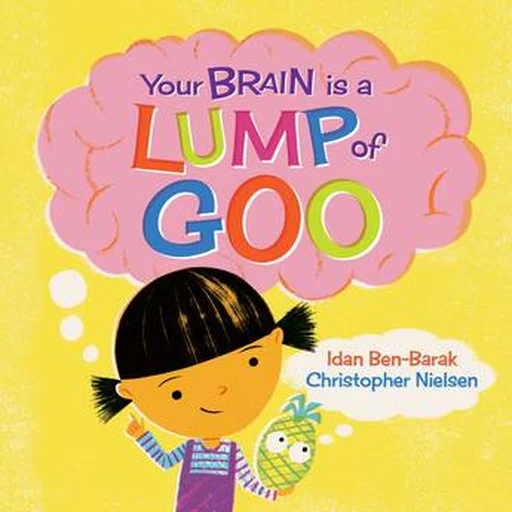 Your BRAIN is a
LUMP of
GOO
Idan Ben-Barak
Christopher Nielsen